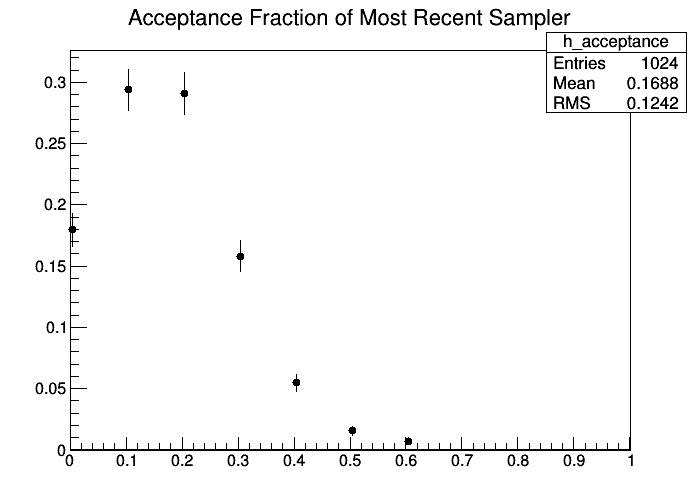 Acceptance Fraction of Most Recent Sampler
h_acceptance
Entries 1024
Mean 0.1688
RMS 0.1242
0.3
0.25
0.2
0.15
0.1
0.05
0
0 0.1 0.2 0.3 0.4 0.5 0.6 0.7 0.8 0.9 1